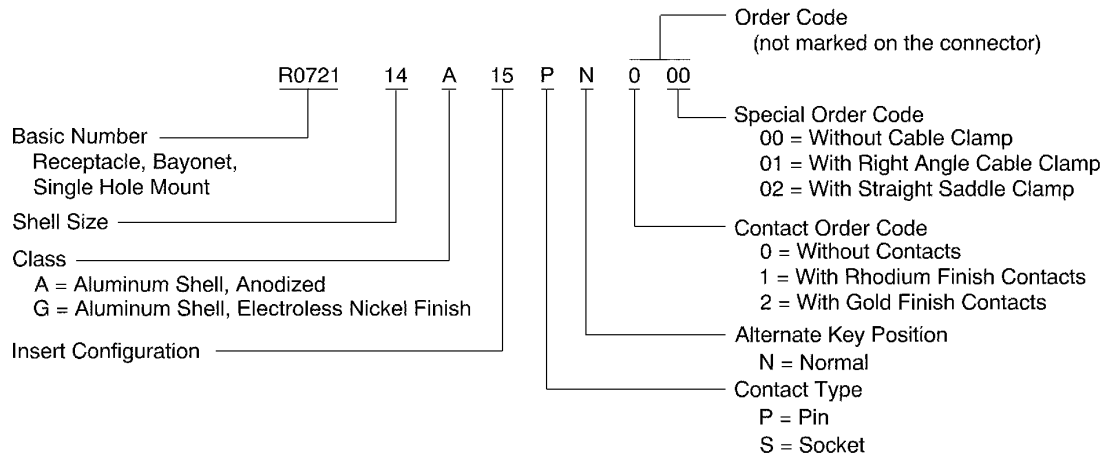 Order Code
(not marked on the connector)
R0721 14 A 15 P N 0 00
Basic Number
Receptacle, Bayonet,
Single Hole Mount
Shell Size
Class
A = Aluminum Shell, Anodized
G = Aluminum Shell, Electroless Nickel Finish
Insert Configuration
Special Order Code
00 = Without Cable Clamp
01 = With Right Angle Cable Clamp
02 = With Straight Saddle Clamp
Contact Order Code
0 = Without Contacts
1 = With Rhodium Finish Contacts
2 = With Gold Finish Contacts
Alternate Key Position
N = Normal
Contact Type
P = Pin
S = Socket